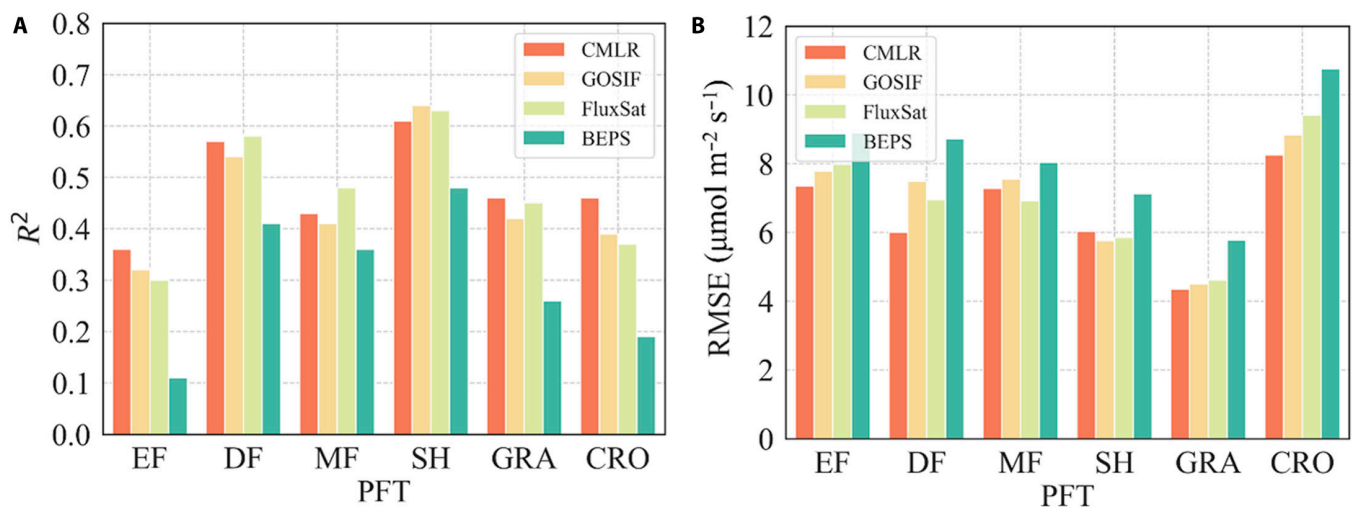 A
0.8
0.7
0.6
0.5
0.4
0.3
0.2
0.1
0.0
R²
CMLR
GOSIF
FluxSat
BEPS
EF DF MF SH GRA CRO
PFT
B
12
10
8
6
4
2
0
RMSE (μmol m⁻² s⁻¹)
CMLR
GOSIF
FluxSat
BEPS
EF DF MF SH GRA CRO
PFT